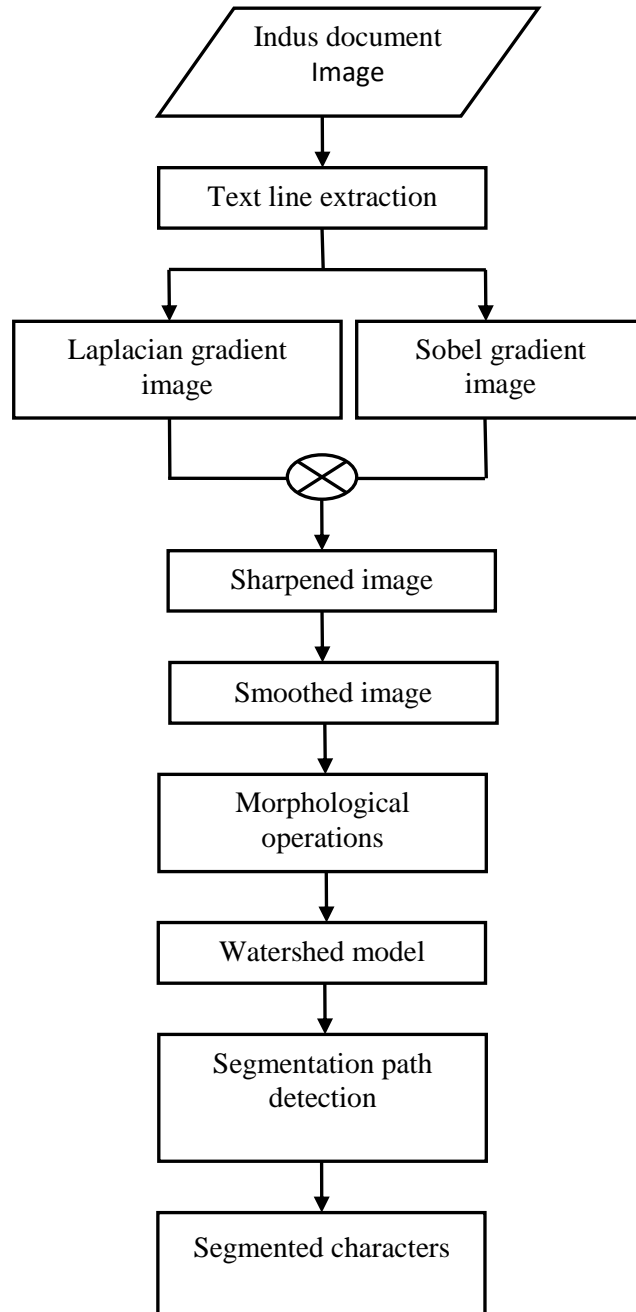 Indus document
Image
Text line extraction
Laplacian gradient
image
Sobel gradient
image
Sharpened image
Smoothed image
Morphological
operations
Watershed model
Segmentation path
detection
Segmented characters